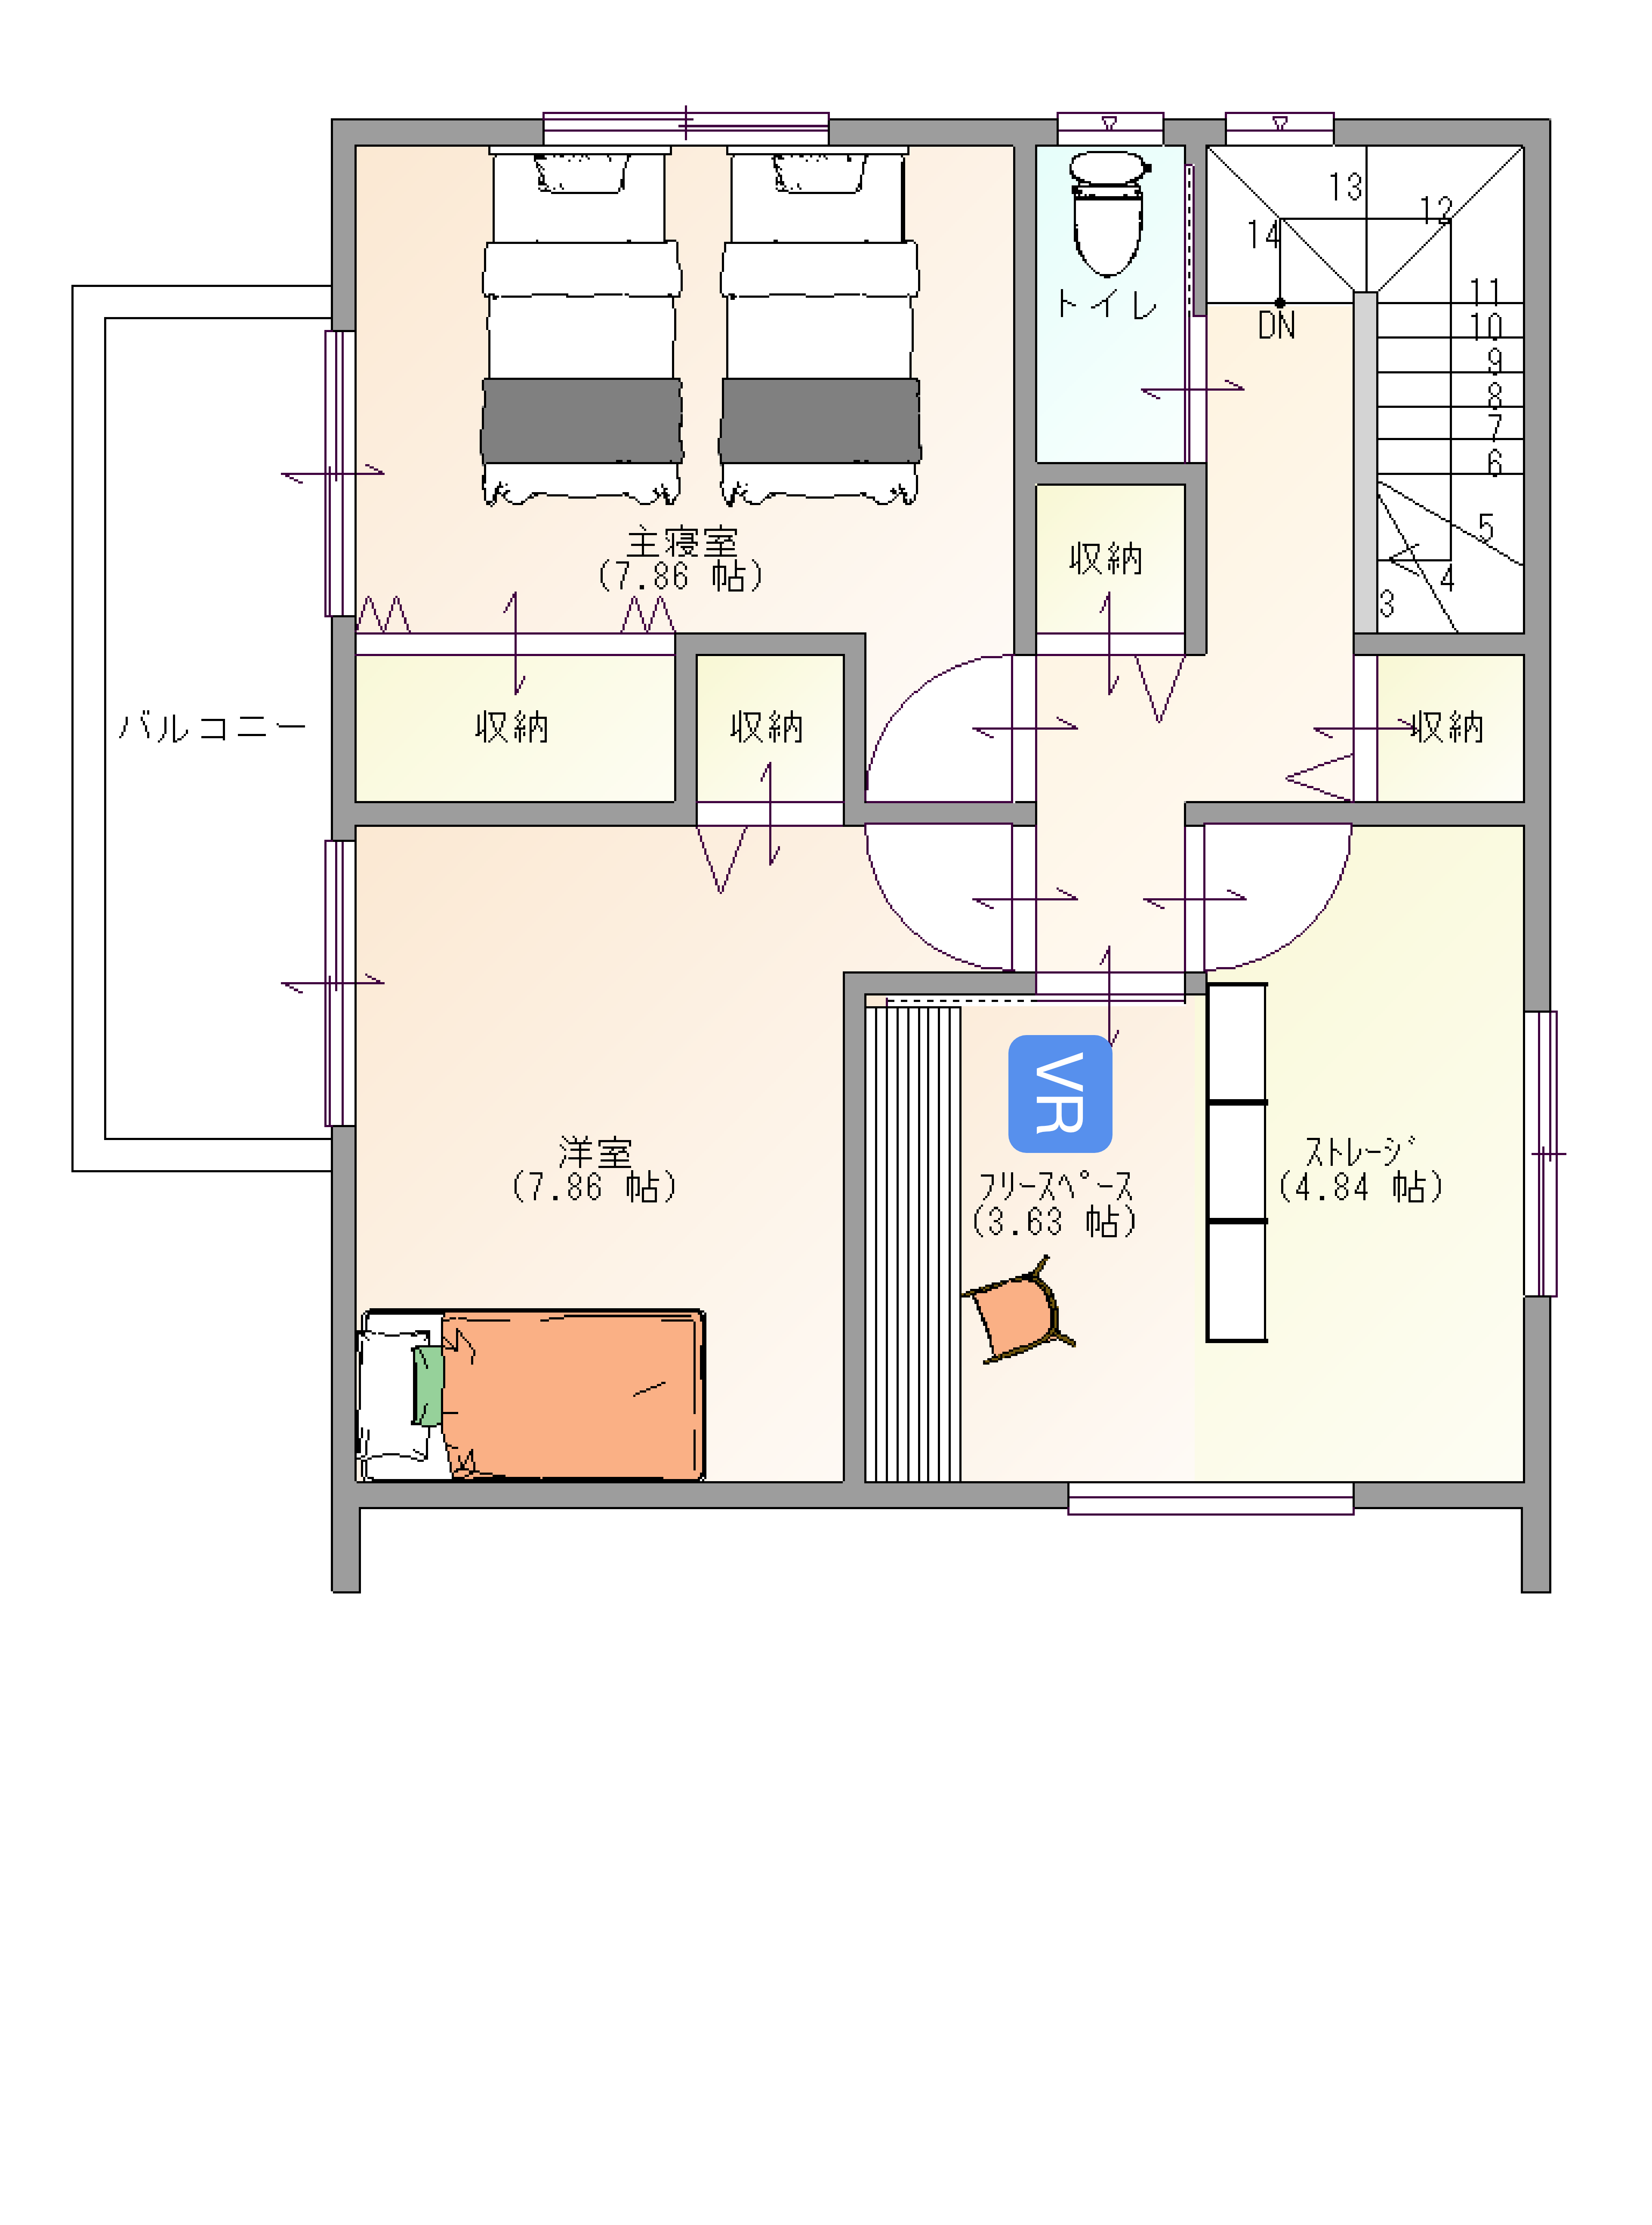 13
12
14
トイレ
DN
11
10
9
8
7
6
5
4
3
主寝室
(7.86 帖)
収納
バルコニー
収納
収納
収納
VR
洋室
(7.86 帖)
フリースペース
(3.63 帖)
ストレージ
(4.84 帖)